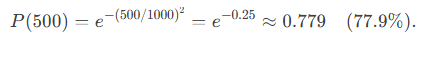 P(500) = e^{-(500/1000)^2} = e^{-0.25} ≈ 0.779 (77.9%).